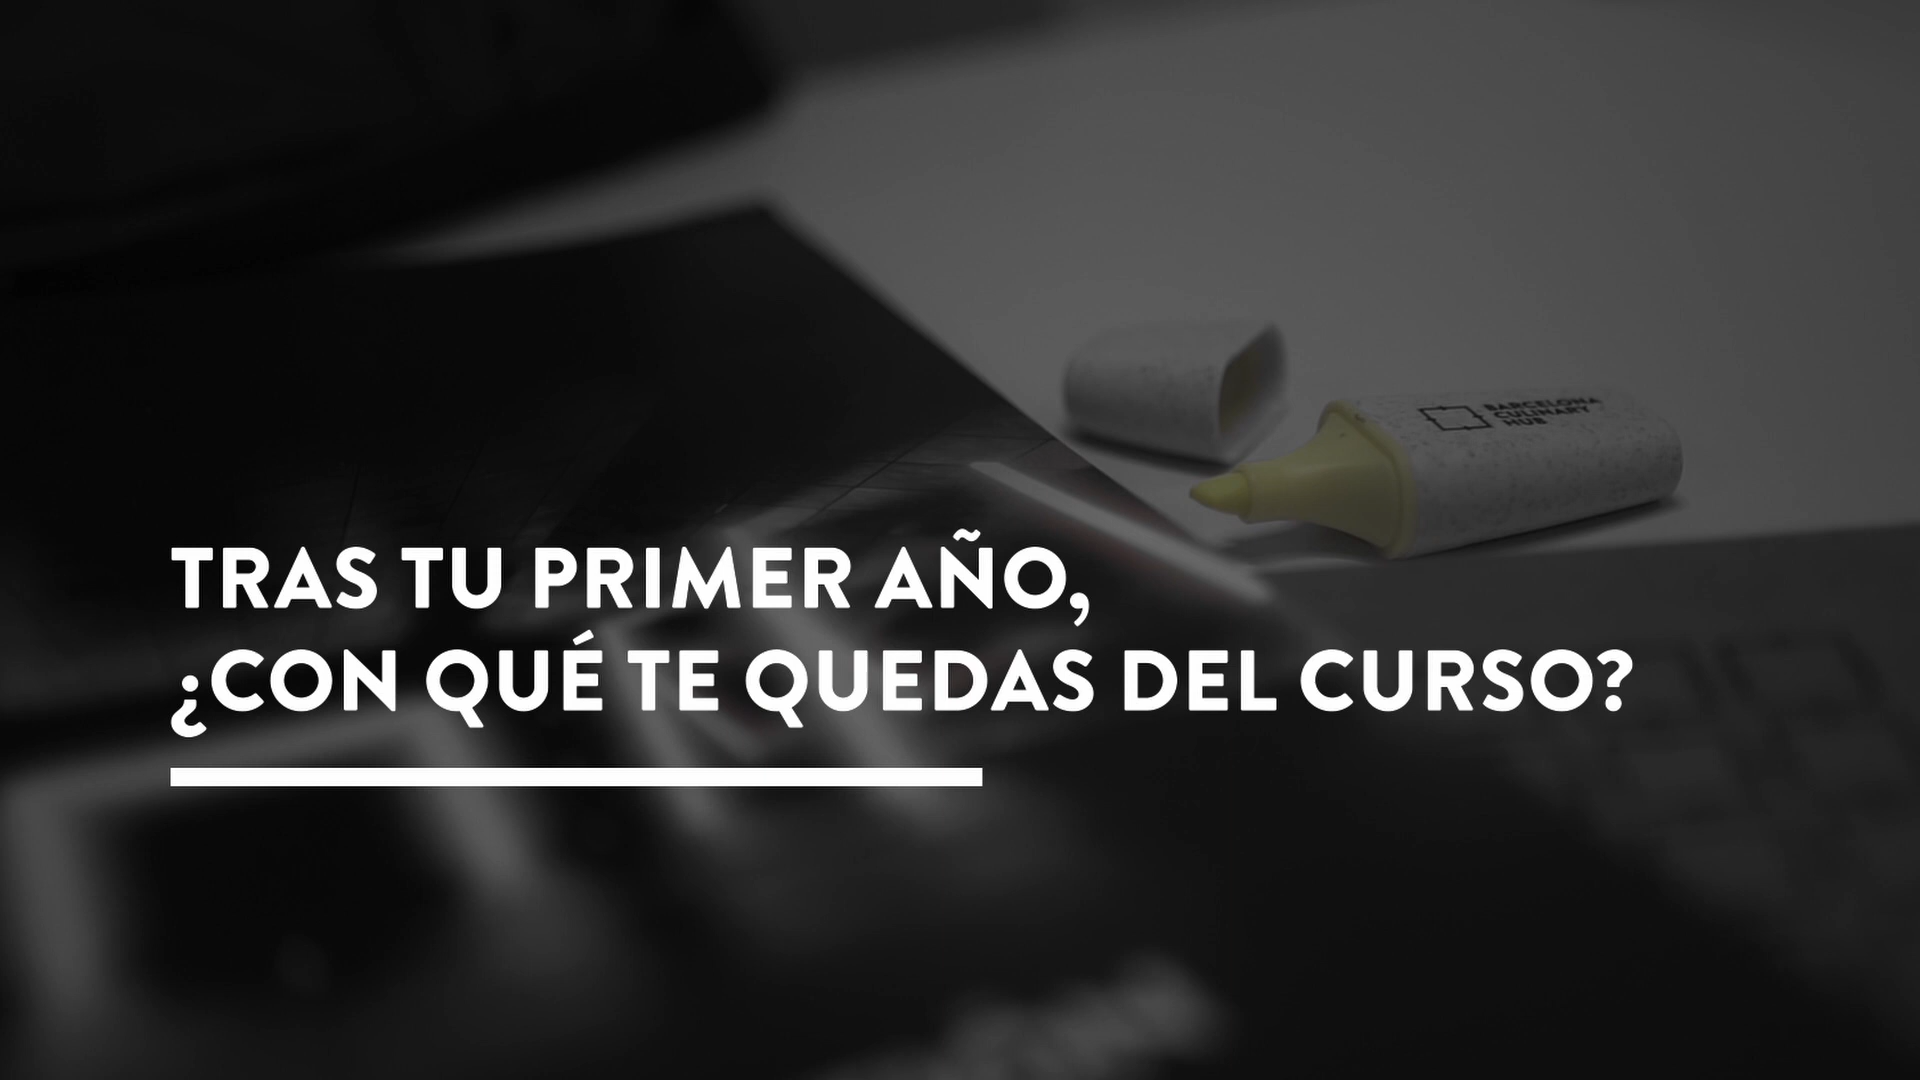 BARCELONA
CULINARY
HUB
TRAS TU PRIMER AÑO,
¿CON QUÉ TE QUEDAS DEL CURSO?